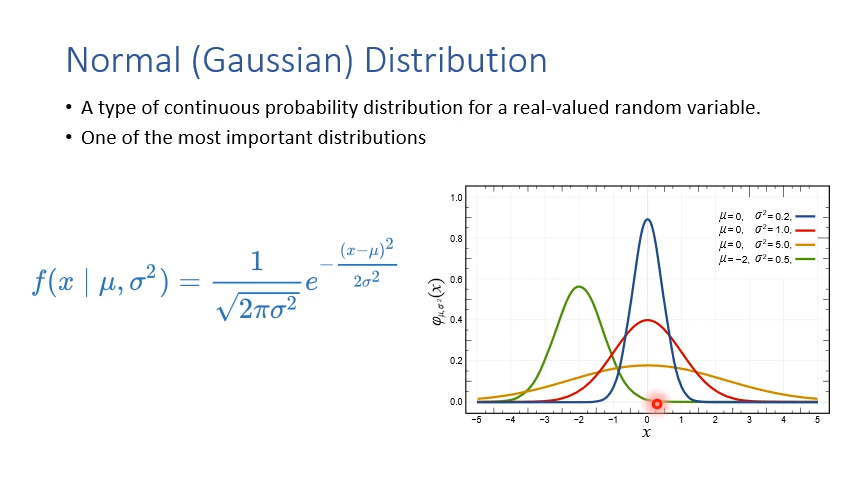 Normal (Gaussian) Distribution
• A type of continuous probability distribution for a real-valued random variable.
• One of the most important distributions
f(x | μ, σ²) = 1 / √(2πσ²) e^(−(x−μ)² / 2σ²)
φμ,σ²(x)
1.0
0.8
0.6
0.4
0.2
0.0
μ= 0, σ²= 0.2,
μ= 0, σ²= 1.0,
μ= 0, σ²= 5.0,
μ= −2, σ²= 0.5,
−5 −4 −3 −2 −1 0 1 2 3 4 5
x